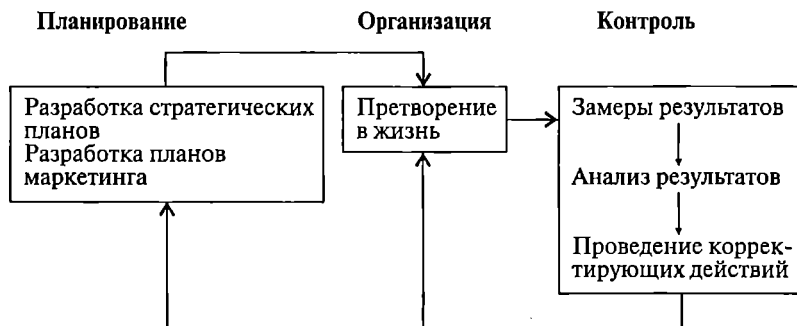 Планирование
Организация
Контроль
Разработка стратегических
планов
Разработка планов
маркетинга
Претворение
в жизнь
Замеры результатов
Анализ результатов
Проведение коррек-
тирующих действий